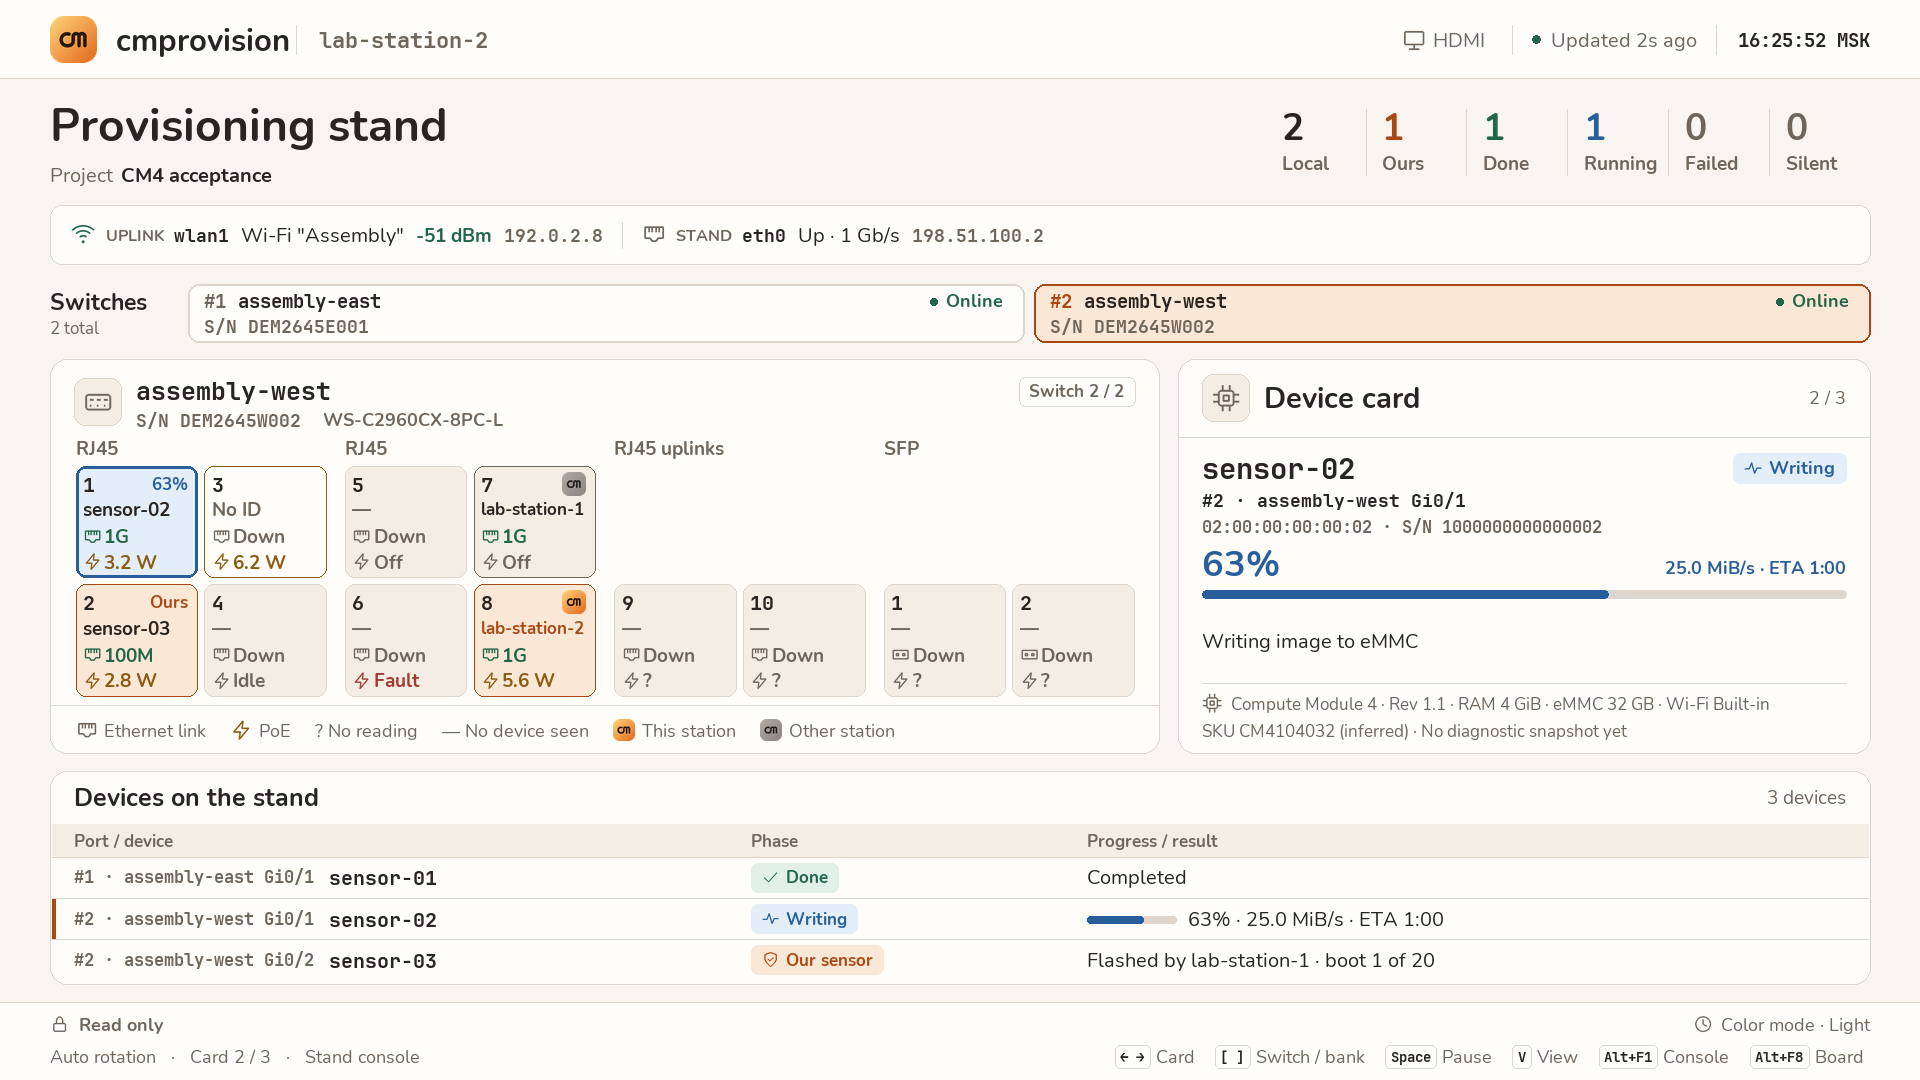 cm cmprovision lab-station-2 HDMI Updated 2s ago 16:25:52 MSK
Provisioning stand
Project CM4 acceptance
2 1 1 1 0 0
Local Ours Done Running Failed Silent
UPLINK wlan1 Wi-Fi "Assembly" -51 dBm 192.0.2.8 STAND eth0 Up · 1 Gb/s 198.51.100.2
Switches
2 total
#1 assembly-east Online
S/N DEM2645E001
#2 assembly-west Online
S/N DEM2645W002
assembly-west Switch 2 / 2
S/N DEM2645W002 WS-C2960CX-8PC-L
RJ45 RJ45 RJ45 uplinks SFP
1 63%
sensor-02
1G
3.2 W
3
No ID
Down
6.2 W
5
—
Down
Off
7 cm
lab-station-1
1G
Off
2 Ours
sensor-03
100M
2.8 W
4
—
Down
Idle
6
—
Down
Fault
8 cm
lab-station-2
1G
5.6 W
9
—
Down
?
10
—
Down
?
1
—
Down
?
2
—
Down
?
Ethernet link PoE ? No reading — No device seen cm This station cm Other station
Device card 2 / 3
sensor-02 Writing
#2 · assembly-west Gi0/1
02:00:00:00:00:02 · S/N 1000000000000002
63% 25.0 MiB/s · ETA 1:00
Writing image to eMMC
Compute Module 4 · Rev 1.1 · RAM 4 GiB · eMMC 32 GB · Wi-Fi Built-in
SKU CM4104032 (inferred) · No diagnostic snapshot yet
Devices on the stand 3 devices
Port / device Phase Progress / result
#1 · assembly-east Gi0/1 sensor-01 Done Completed
#2 · assembly-west Gi0/1 sensor-02 Writing 63% · 25.0 MiB/s · ETA 1:00
#2 · assembly-west Gi0/2 sensor-03 Our sensor Flashed by lab-station-1 · boot 1 of 20
Read only Color mode · Light
Auto rotation · Card 2 / 3 · Stand console ← → Card [ ] Switch / bank Space Pause V View Alt+F1 Console Alt+F8 Board